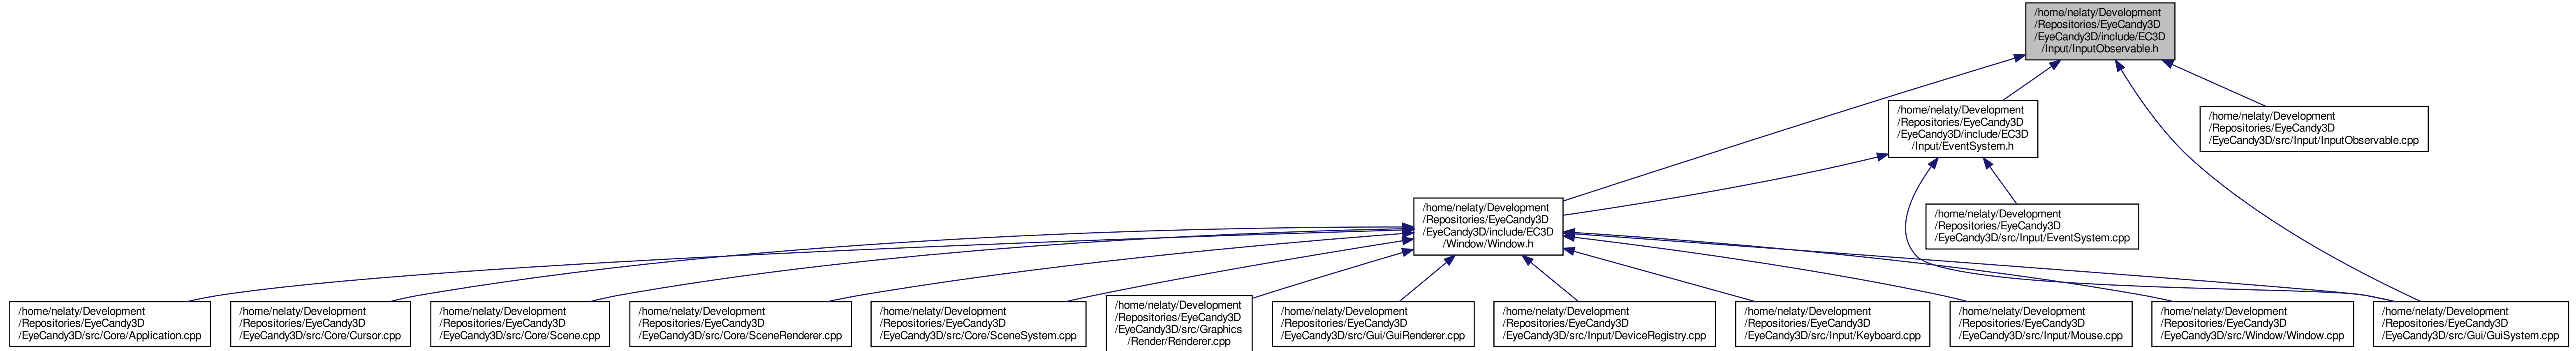 /home/nelaty/Development
/Repositories/EyeCandy3D
/EyeCandy3D/include/EC3D
/Input/InputObservable.h
/home/nelaty/Development
/Repositories/EyeCandy3D
/EyeCandy3D/include/EC3D
/Input/EventSystem.h
/home/nelaty/Development
/Repositories/EyeCandy3D
/EyeCandy3D/src/Input/InputObservable.cpp
/home/nelaty/Development
/Repositories/EyeCandy3D
/EyeCandy3D/include/EC3D
/Window/Window.h
/home/nelaty/Development
/Repositories/EyeCandy3D
/EyeCandy3D/src/Input/EventSystem.cpp
/home/nelaty/Development
/Repositories/EyeCandy3D
/EyeCandy3D/src/Core/Application.cpp
/home/nelaty/Development
/Repositories/EyeCandy3D
/EyeCandy3D/src/Core/Cursor.cpp
/home/nelaty/Development
/Repositories/EyeCandy3D
/EyeCandy3D/src/Core/Scene.cpp
/home/nelaty/Development
/Repositories/EyeCandy3D
/EyeCandy3D/src/Core/SceneRenderer.cpp
/home/nelaty/Development
/Repositories/EyeCandy3D
/EyeCandy3D/src/Core/SceneSystem.cpp
/home/nelaty/Development
/Repositories/EyeCandy3D
/EyeCandy3D/src/Graphics
/Render/Renderer.cpp
/home/nelaty/Development
/Repositories/EyeCandy3D
/EyeCandy3D/src/Gui/GuiRenderer.cpp
/home/nelaty/Development
/Repositories/EyeCandy3D
/EyeCandy3D/src/Input/DeviceRegistry.cpp
/home/nelaty/Development
/Repositories/EyeCandy3D
/EyeCandy3D/src/Input/Keyboard.cpp
/home/nelaty/Development
/Repositories/EyeCandy3D
/EyeCandy3D/src/Input/Mouse.cpp
/home/nelaty/Development
/Repositories/EyeCandy3D
/EyeCandy3D/src/Window/Window.cpp
/home/nelaty/Development
/Repositories/EyeCandy3D
/EyeCandy3D/src/Gui/GuiSystem.cpp